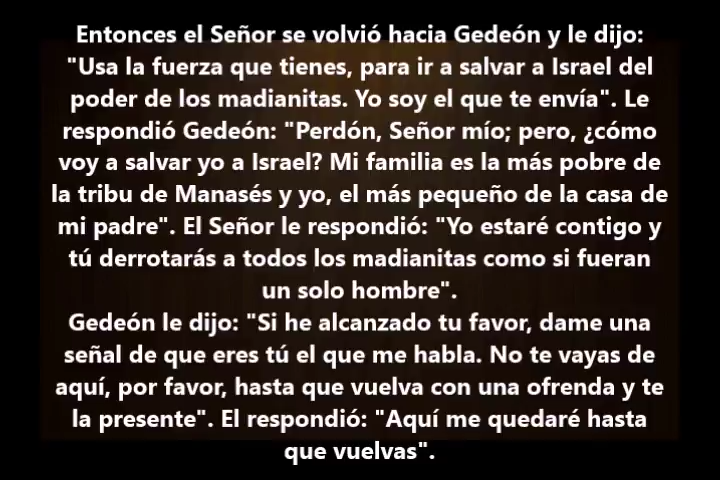 Entonces el Señor se volvió hacia Gedeón y le dijo:
"Usa la fuerza que tienes, para ir a salvar a Israel del
poder de los madianitas. Yo soy el que te envía". Le
respondió Gedeón: "Perdón, Señor mío; pero, ¿cómo
voy a salvar yo a Israel? Mi familia es la más pobre de
la tribu de Manasés y yo, el más pequeño de la casa de
mi padre". El Señor le respondió: "Yo estaré contigo y
tú derrotarás a todos los madianitas como si fueran
un solo hombre".
Gedeón le dijo: "Si he alcanzado tu favor, dame una
señal de que eres tú el que me habla. No te vayas de
aquí, por favor, hasta que vuelva con una ofrenda y te
la presente". El respondió: "Aquí me quedaré hasta
que vuelvas".